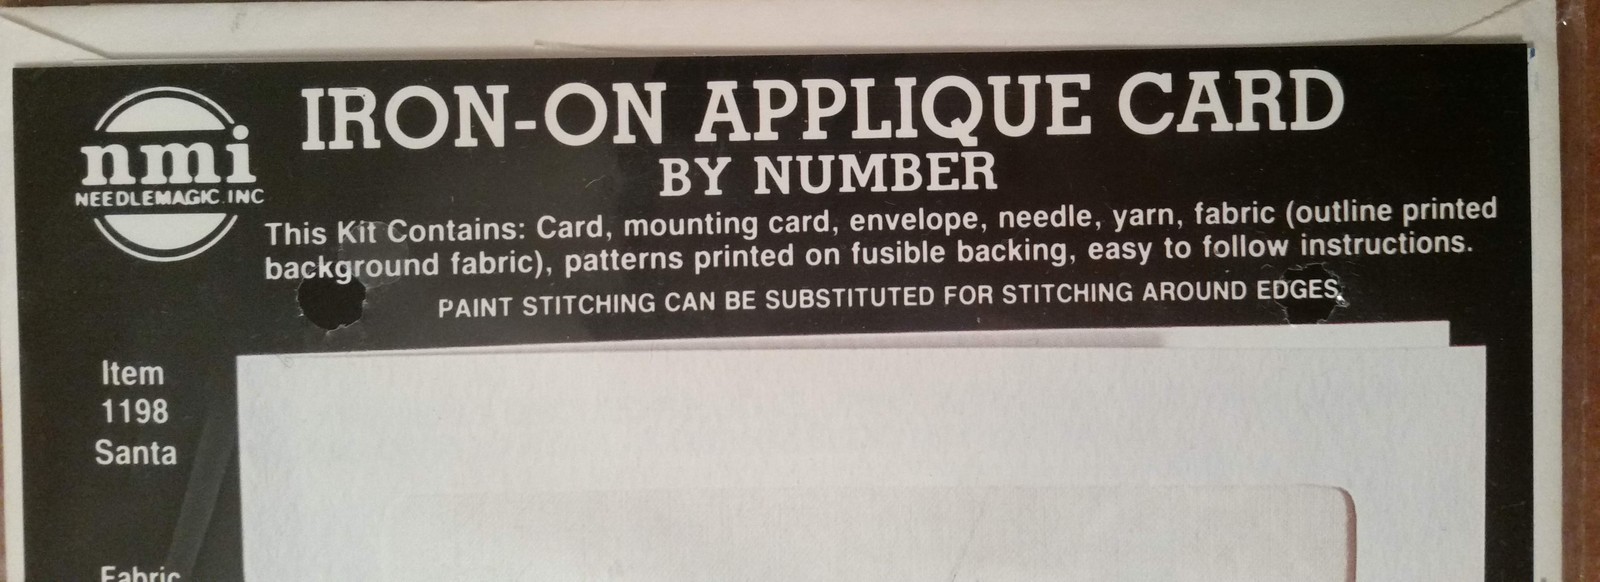 nmi
NEEDLEMAGIC. INC
IRON-ON APPLIQUE CARD
BY NUMBER
This Kit Contains: Card, mounting card, envelope, needle, yarn, fabric (outline printed
background fabric), patterns printed on fusible backing, easy to follow instructions.
PAINT STITCHING CAN BE SUBSTITUTED FOR STITCHING AROUND EDGES.
Item
1198
Santa
Fabric